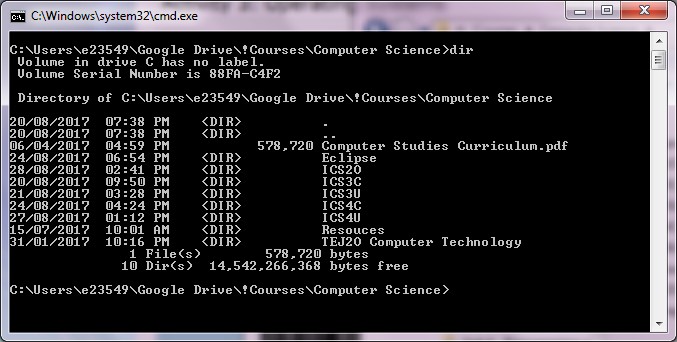 C:\Windows\system32\cmd.exe
C:\Users\e23549\Google Drive\!Courses\Computer Science>dir
Volume in drive C has no label.
Volume Serial Number is 88FA-C4F2
Directory of C:\Users\e23549\Google Drive\!Courses\Computer Science
20/08/2017  07:38 PM    <DIR>          .
20/08/2017  07:38 PM    <DIR>          ..
06/04/2017  04:59 PM           578,720 Computer Studies Curriculum.pdf
24/08/2017  06:54 PM    <DIR>          Eclipse
28/08/2017  02:41 PM    <DIR>          ICS2O
20/08/2017  09:50 PM    <DIR>          ICS3C
21/08/2017  03:28 PM    <DIR>          ICS3U
24/08/2017  04:24 PM    <DIR>          ICS4C
27/08/2017  01:12 PM    <DIR>          ICS4U
15/07/2017  10:01 AM    <DIR>          Resouces
31/01/2017  10:16 PM    <DIR>          TEJ2O Computer Technology
1 File(s)        578,720 bytes
10 Dir(s)  14,542,266,368 bytes free
C:\Users\e23549\Google Drive\!Courses\Computer Science>